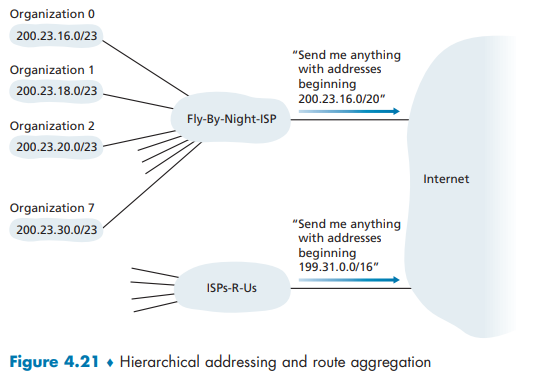 Organization 0
200.23.16.0/23
Organization 1
200.23.18.0/23
Organization 2
200.23.20.0/23
Organization 7
200.23.30.0/23
Fly-By-Night-ISP
“Send me anything
with addresses
beginning
200.23.16.0/20”
Internet
ISPs-R-Us
“Send me anything
with addresses
beginning
199.31.0.0/16”
Figure 4.21 ♦ Hierarchical addressing and route aggregation